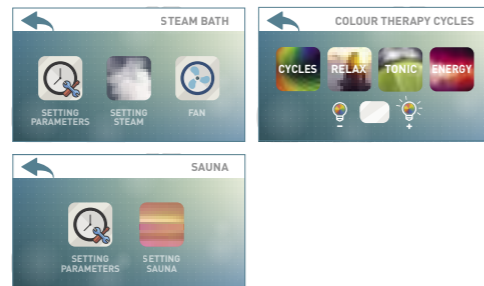 STEAM BATH
SETTING PARAMETERS
SETTING STEAM
FAN
COLOUR THERAPY CYCLES
CYCLES
RELAX
TONIC
ENERGY
-
+
SAUNA
SETTING PARAMETERS
SETTING SAUNA